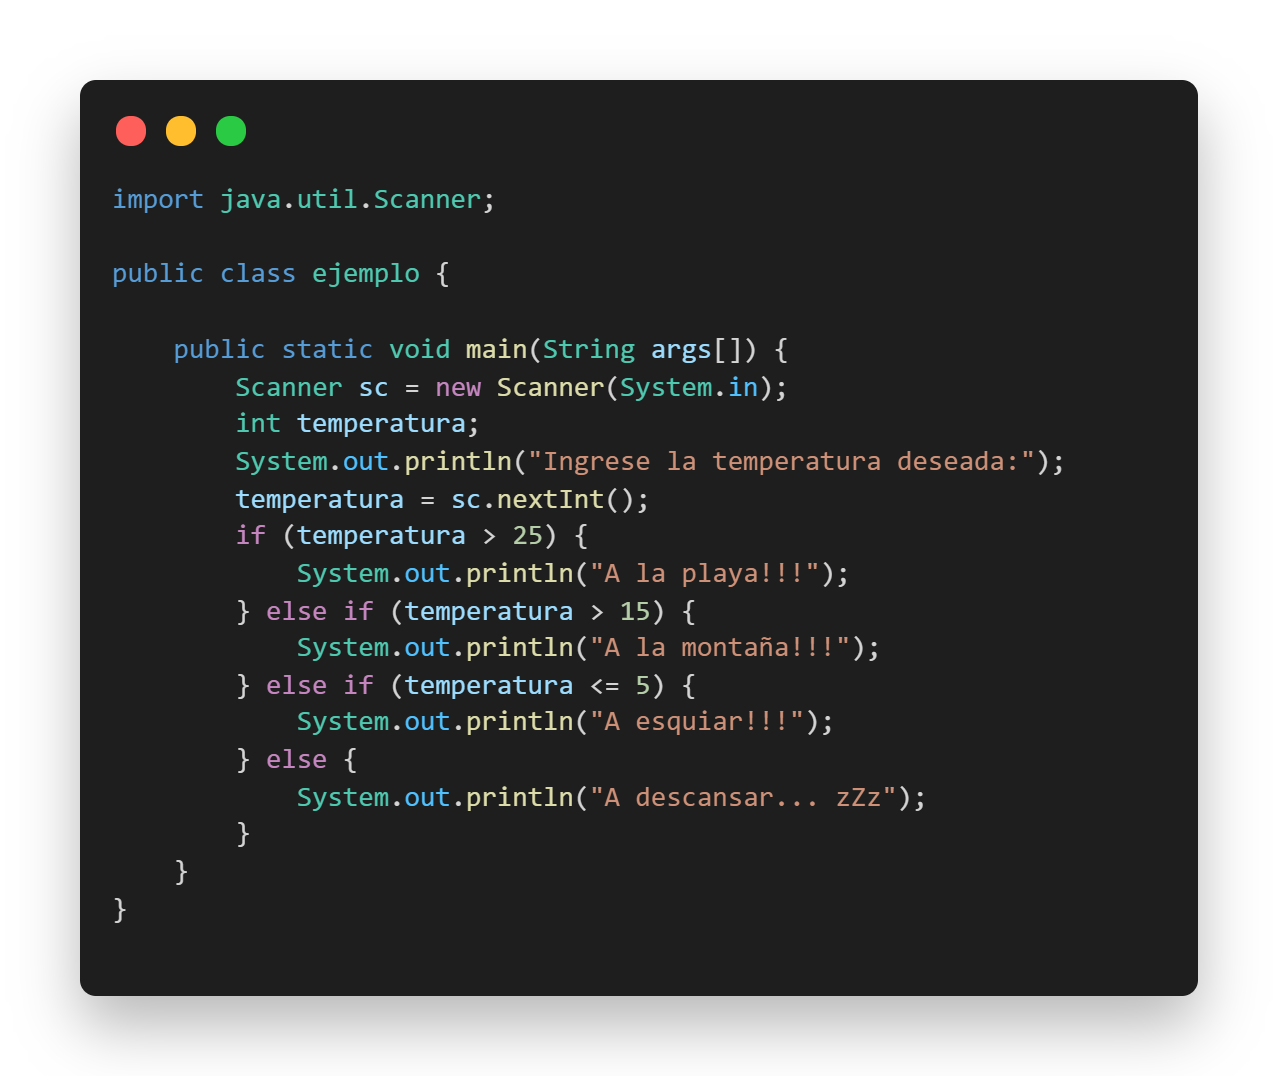 import java.util.Scanner;

public class ejemplo {

    public static void main(String args[]) {
        Scanner sc = new Scanner(System.in);
        int temperatura;
        System.out.println("Ingrese la temperatura deseada:");
        temperatura = sc.nextInt();
        if (temperatura > 25) {
            System.out.println("A la playa!!!");
        } else if (temperatura > 15) {
            System.out.println("A la montaña!!!");
        } else if (temperatura <= 5) {
            System.out.println("A esquiar!!!");
        } else {
            System.out.println("A descansar... zZz");
        }
    }
}